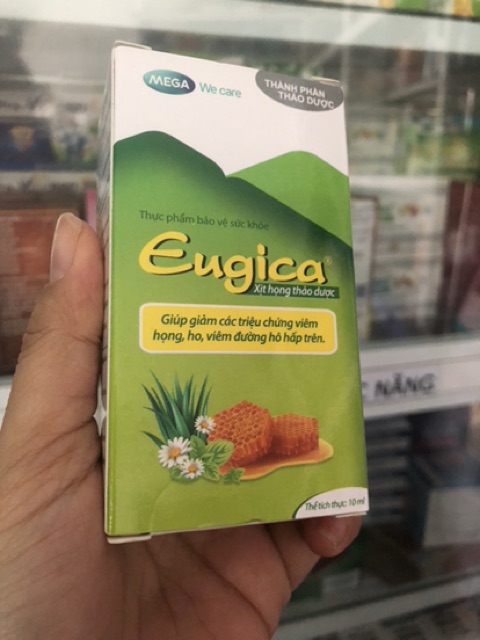 MEGA We care
THÀNH PHẦN
THẢO DƯỢC
Thực phẩm bảo vệ sức khỏe
Eugica®
Xịt họng thảo dược
Giúp giảm các triệu chứng viêm
họng, ho, viêm đường hô hấp trên.
Thể tích thực: 10 ml
NĂNG